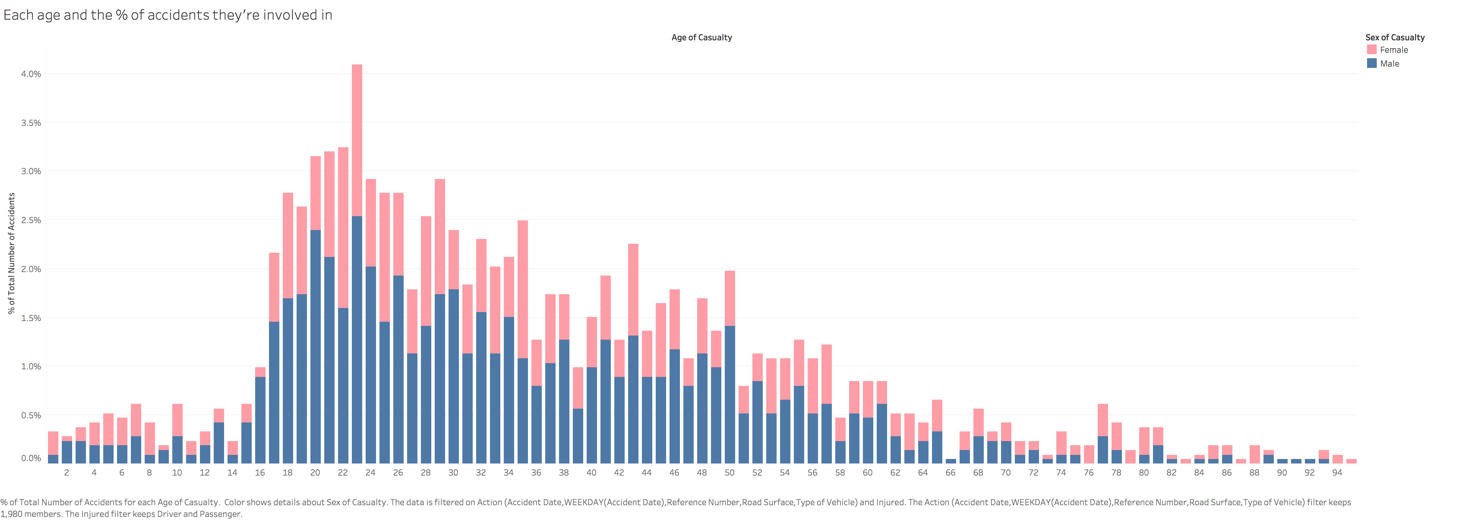 Each age and the % of accidents they're involved in
Age of Casualty
Sex of Casualty
Female
Male
% of Total Number of Accidents
4.0%
3.5%
3.0%
2.5%
2.0%
1.5%
1.0%
0.5%
0.0%
2 4 6 8 10 12 14 16 18 20 22 24 26 28 30 32 34 36 38 40 42 44 46 48 50 52 54 56 58 60 62 64 66 68 70 72 74 76 78 80 82 84 86 88 90 92 94
% of Total Number of Accidents for each Age of Casualty. Color shows details about Sex of Casualty. The data is filtered on Action (Accident Date,WEEKDAY(Accident Date),Reference Number,Road Surface,Type of Vehicle) and Injured. The Action (Accident Date,WEEKDAY(Accident Date),Reference Number,Road Surface,Type of Vehicle) filter keeps
1,980 members. The Injured filter keeps Driver and Passenger.